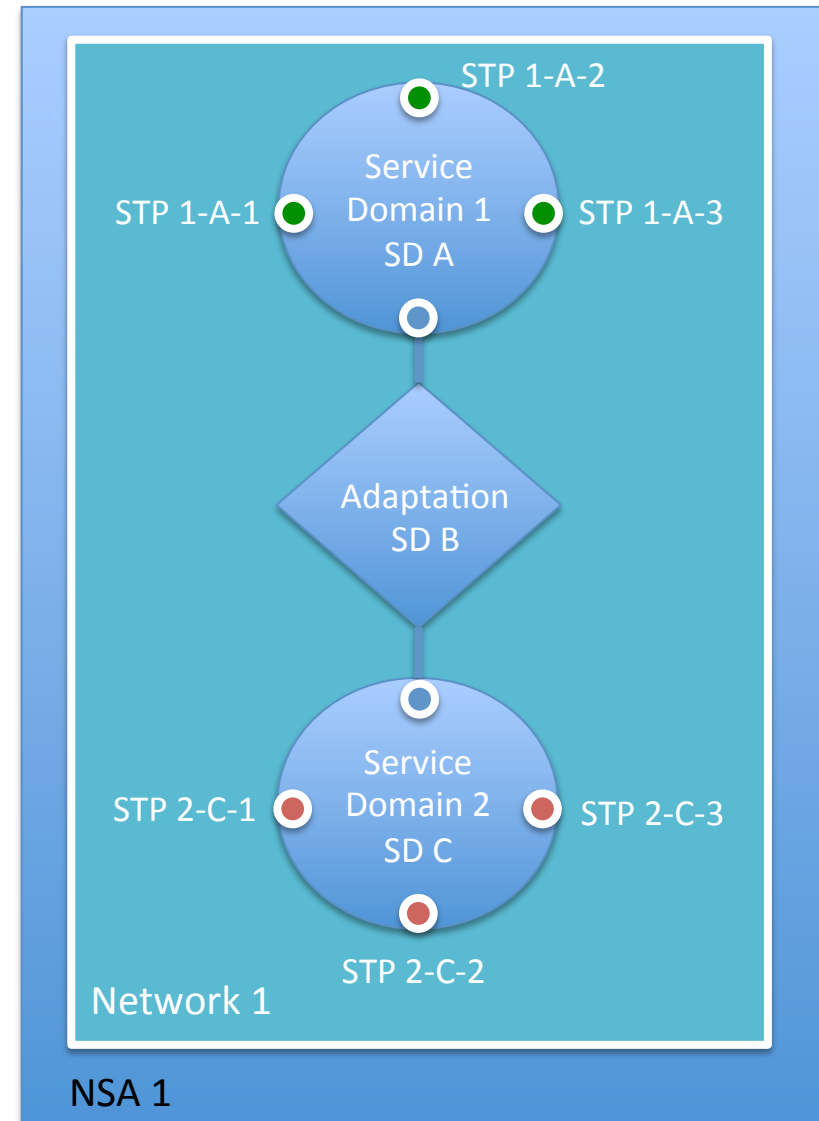 STP 1-A-2
Service
Domain 1
SD A
STP 1-A-1
STP 1-A-3
Adaptation
SD B
Service
Domain 2
SD C
STP 2-C-1
STP 2-C-3
STP 2-C-2
Network 1
NSA 1